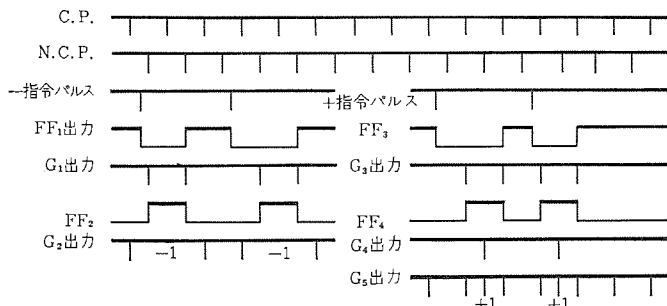 C.P.
N.C.P.
—指令パルス
+指令パルス
FF₁出力
FF₃
G₁出力
G₃出力
FF₂
FF₄
G₂出力
−1
−1
G₄出力
G₅出力
+1
+1